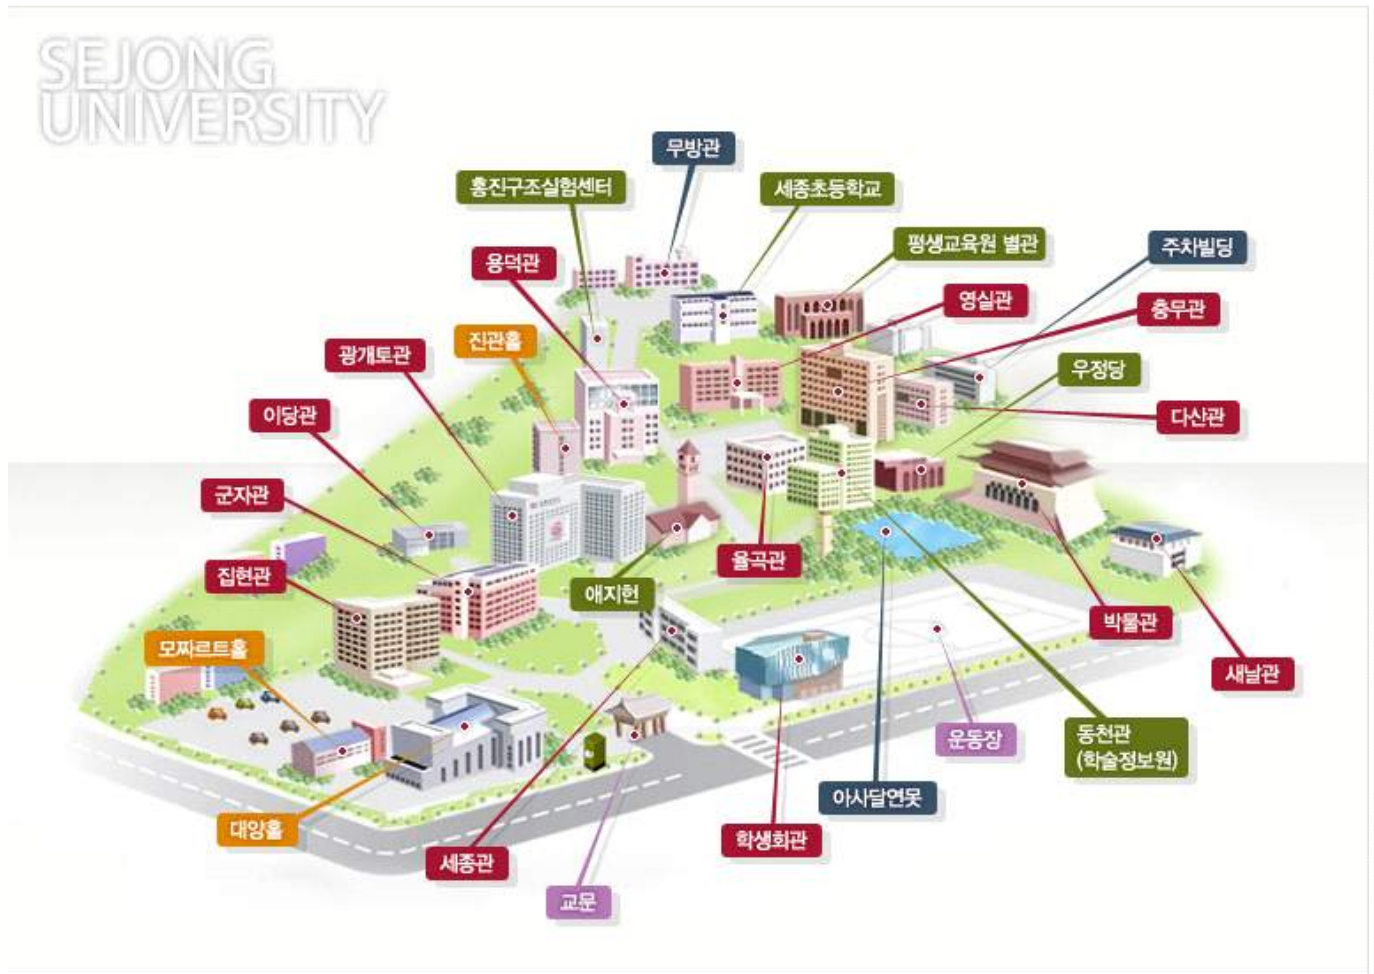 SEJONG
UNIVERSITY
무방관
홍진구조실험센터
세종초등학교
평생교육원 별관
주차빌딩
용덕관
영실관
충무관
진관홀
광개토관
우정당
이당관
다산관
군자관
율곡관
집현관
애지헌
박물관
모짜르트홀
새날관
운동장
동천관
(학술정보원)
아사달연못
대양홀
학생회관
세종관
교문